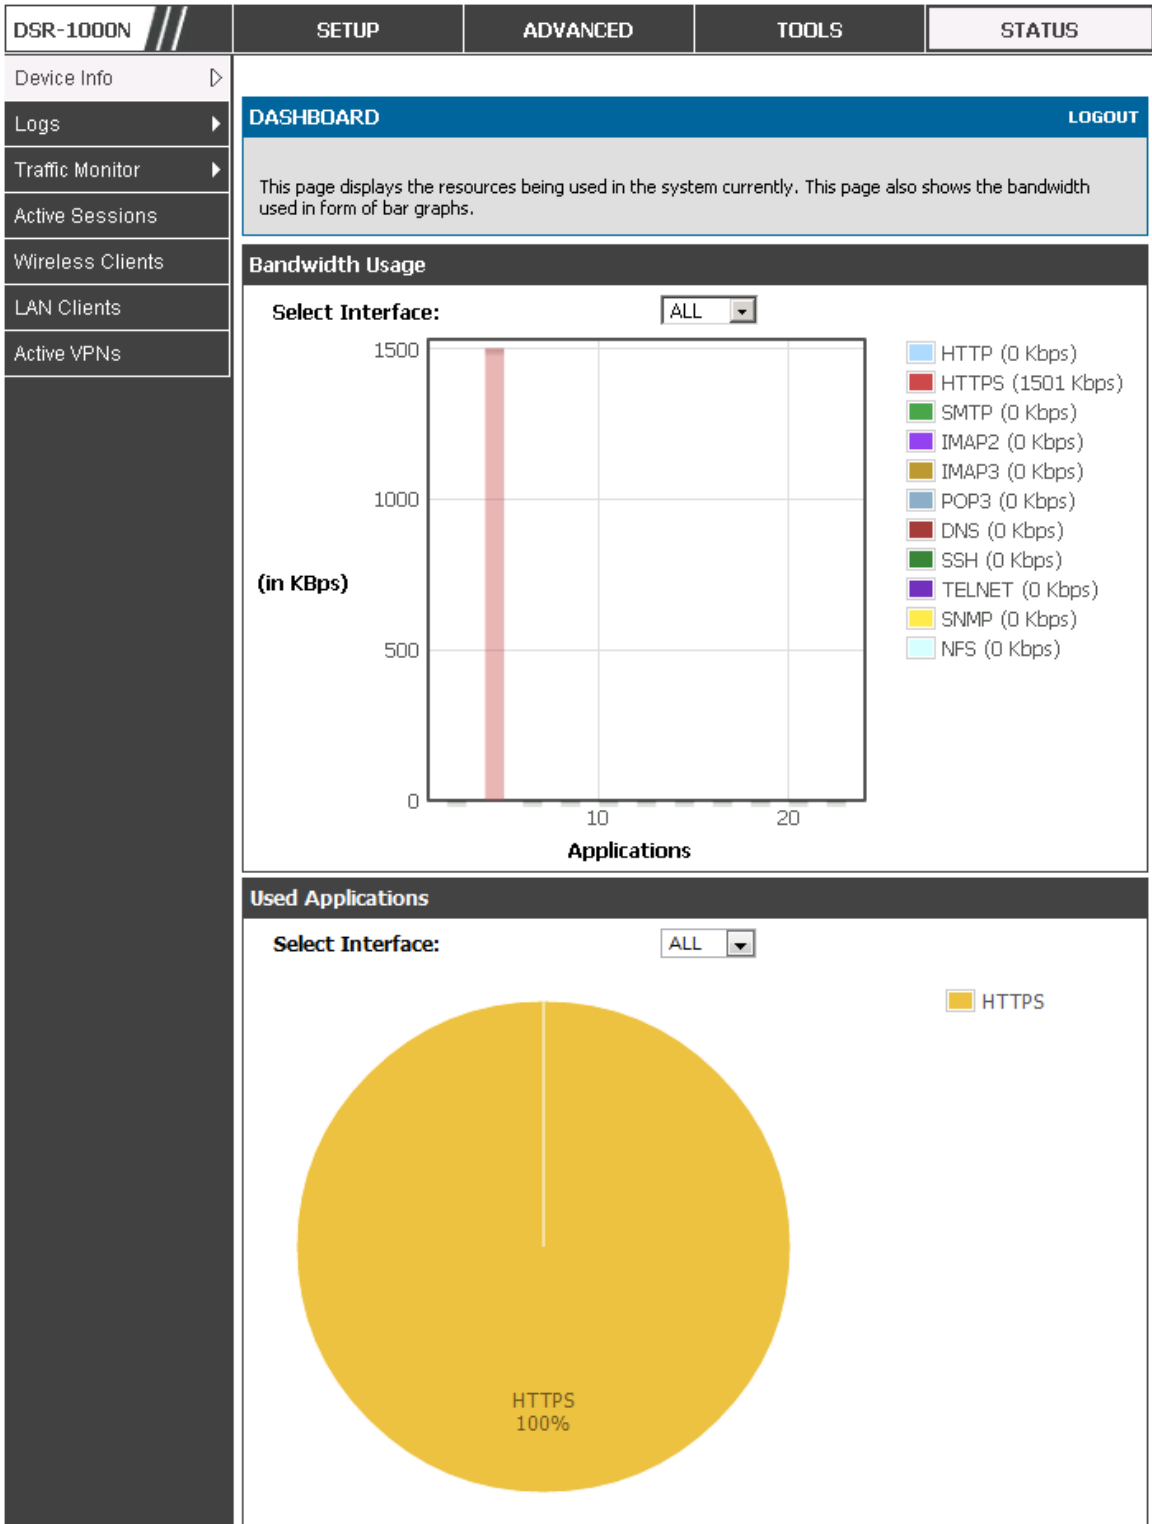 DSR-1000N
SETUP
ADVANCED
TOOLS
STATUS
Device Info
Logs
Traffic Monitor
Active Sessions
Wireless Clients
LAN Clients
Active VPNs
DASHBOARD
LOGOUT
This page displays the resources being used in the system currently. This page also shows the bandwidth
used in form of bar graphs.
Bandwidth Usage
Select Interface:
ALL
1500
1000
(in KBps)
500
0
10
20
Applications
HTTP (0 Kbps)
HTTPS (1501 Kbps)
SMTP (0 Kbps)
IMAP2 (0 Kbps)
IMAP3 (0 Kbps)
POP3 (0 Kbps)
DNS (0 Kbps)
SSH (0 Kbps)
TELNET (0 Kbps)
SNMP (0 Kbps)
NFS (0 Kbps)
Used Applications
Select Interface:
ALL
HTTPS
HTTPS
100%